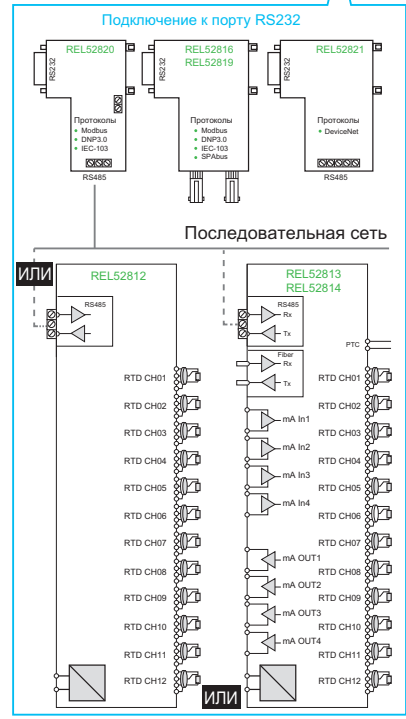 Подключение к порту RS232
REL52820
RS232
Протоколы
• Modbus
• DNP3.0
• IEC-103
RS485
REL52816
REL52819
RS232
Протоколы
• Modbus
• DNP3.0
• IEC-103
• SPAbus
REL52821
RS232
Протоколы
• DeviceNet
RS485
Последовательная сеть
ИЛИ
REL52812
RS485
RTD CH01
RTD CH02
RTD CH03
RTD CH04
RTD CH05
RTD CH06
RTD CH07
RTD CH08
RTD CH09
RTD CH10
RTD CH11
RTD CH12
ИЛИ
REL52813
REL52814
RS485
Rx
Tx
Fiber
Rx
Tx
mA In1
mA In2
mA In3
mA In4
mA OUT1
mA OUT2
mA OUT3
mA OUT4
PTC
RTD CH01
RTD CH02
RTD CH03
RTD CH04
RTD CH05
RTD CH06
RTD CH07
RTD CH08
RTD CH09
RTD CH10
RTD CH11
RTD CH12